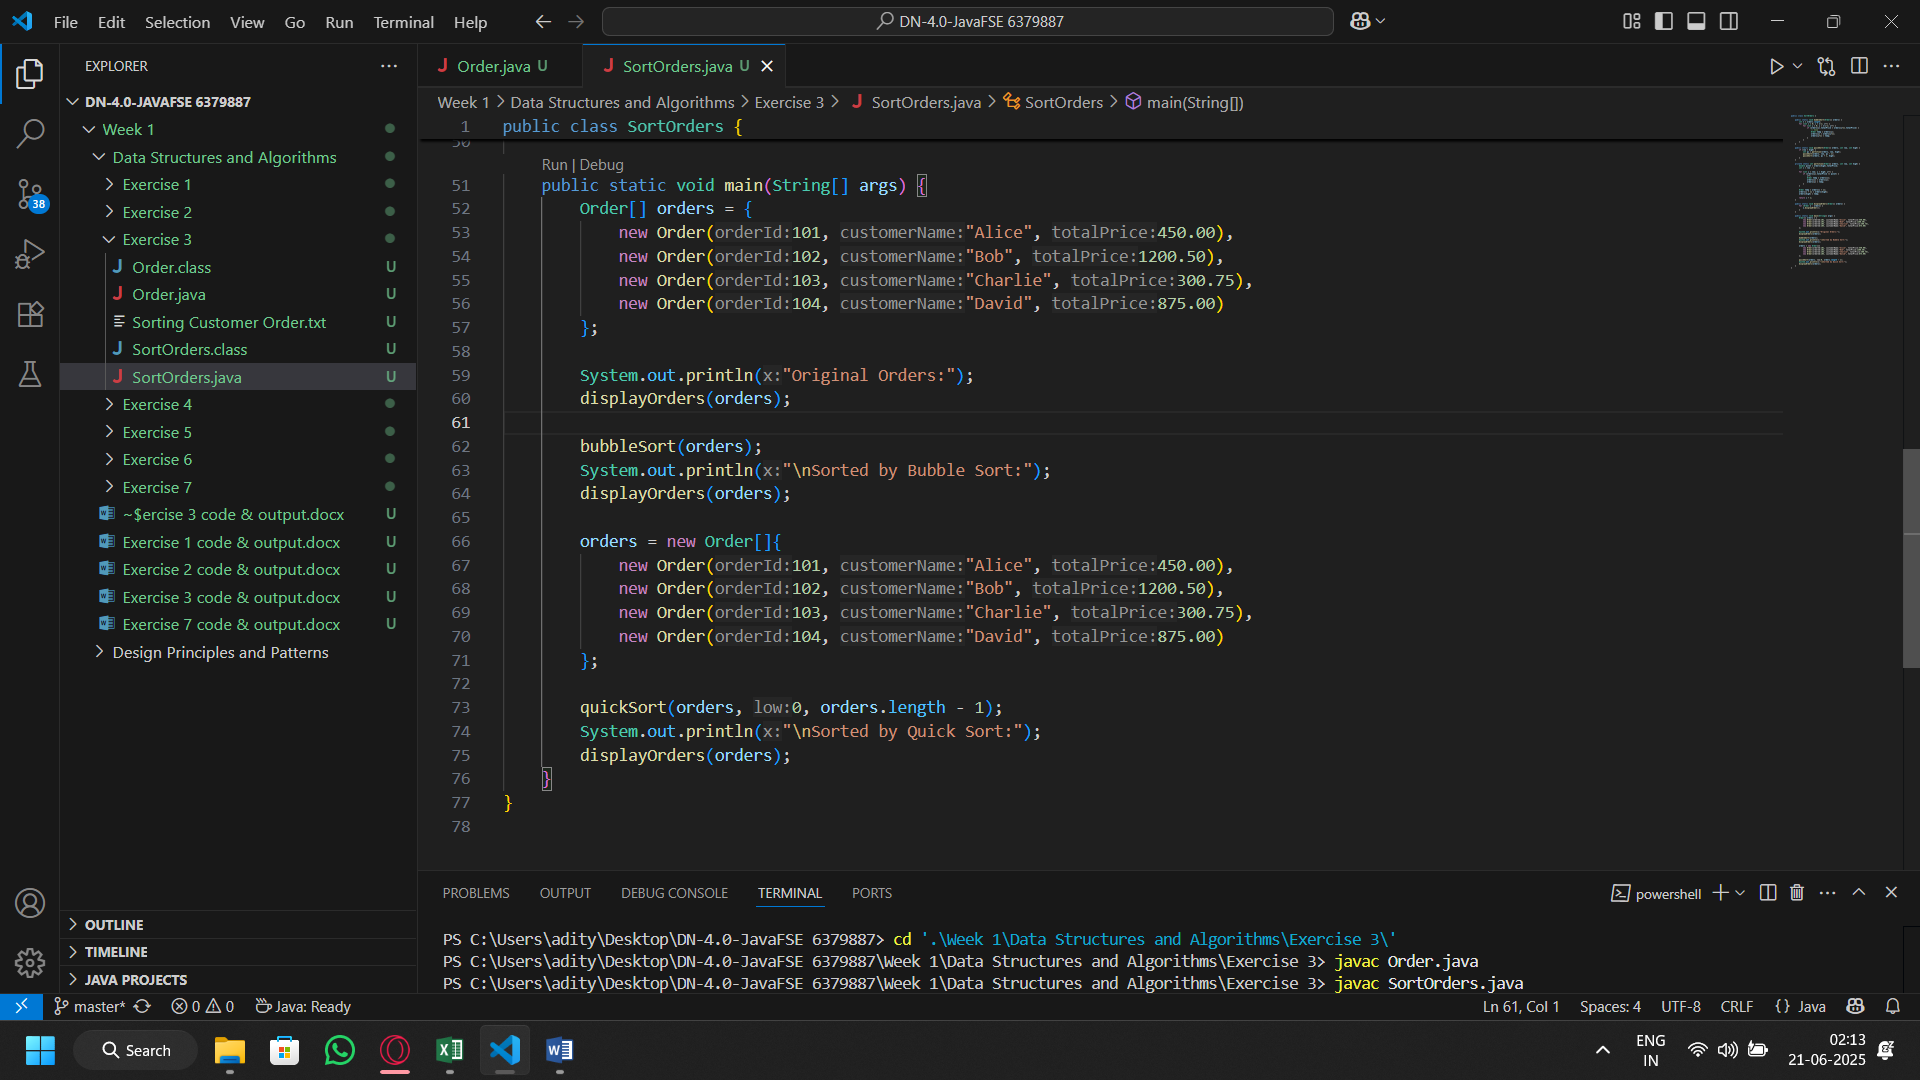 File Edit Selection View Go Run Terminal Help
DN-4.0-JavaFSE 6379887
EXPLORER
DN-4.0-JAVAFSE 6379887
Week 1
Data Structures and Algorithms
Exercise 1
Exercise 2
Exercise 3
Order.class U
Order.java U
Sorting Customer Order.txt U
SortOrders.class U
SortOrders.java U
Exercise 4
Exercise 5
Exercise 6
Exercise 7
~$ercise 3 code & output.docx U
Exercise 1 code & output.docx U
Exercise 2 code & output.docx U
Exercise 3 code & output.docx U
Exercise 7 code & output.docx U
Design Principles and Patterns
OUTLINE
TIMELINE
JAVA PROJECTS
38
Order.java U SortOrders.java U
Week 1 > Data Structures and Algorithms > Exercise 3 > SortOrders.java > SortOrders > main(String[])
1 public class SortOrders {
50
Run | Debug
51 public static void main(String[] args) {
52 Order[] orders = {
53 new Order(orderId:101, customerName:"Alice", totalPrice:450.00),
54 new Order(orderId:102, customerName:"Bob", totalPrice:1200.50),
55 new Order(orderId:103, customerName:"Charlie", totalPrice:300.75),
56 new Order(orderId:104, customerName:"David", totalPrice:875.00)
57 };
58
59 System.out.println(x:"Original Orders:");
60 displayOrders(orders);
61
62 bubbleSort(orders);
63 System.out.println(x:"\nSorted by Bubble Sort:");
64 displayOrders(orders);
65
66 orders = new Order[]{
67 new Order(orderId:101, customerName:"Alice", totalPrice:450.00),
68 new Order(orderId:102, customerName:"Bob", totalPrice:1200.50),
69 new Order(orderId:103, customerName:"Charlie", totalPrice:300.75),
70 new Order(orderId:104, customerName:"David", totalPrice:875.00)
71 };
72
73 quickSort(orders, low:0, orders.length - 1);
74 System.out.println(x:"\nSorted by Quick Sort:");
75 displayOrders(orders);
76 }
77 }
78
PROBLEMS OUTPUT DEBUG CONSOLE TERMINAL PORTS
powershell
PS C:\Users\adity\Desktop\DN-4.0-JavaFSE 6379887> cd '.\Week 1\Data Structures and Algorithms\Exercise 3\'
PS C:\Users\adity\Desktop\DN-4.0-JavaFSE 6379887\Week 1\Data Structures and Algorithms\Exercise 3> javac Order.java
PS C:\Users\adity\Desktop\DN-4.0-JavaFSE 6379887\Week 1\Data Structures and Algorithms\Exercise 3> javac SortOrders.java
master* 0 0 Java: Ready
Ln 61, Col 1 Spaces: 4 UTF-8 CRLF {} Java
Search
ENG
IN
02:13
21-06-2025